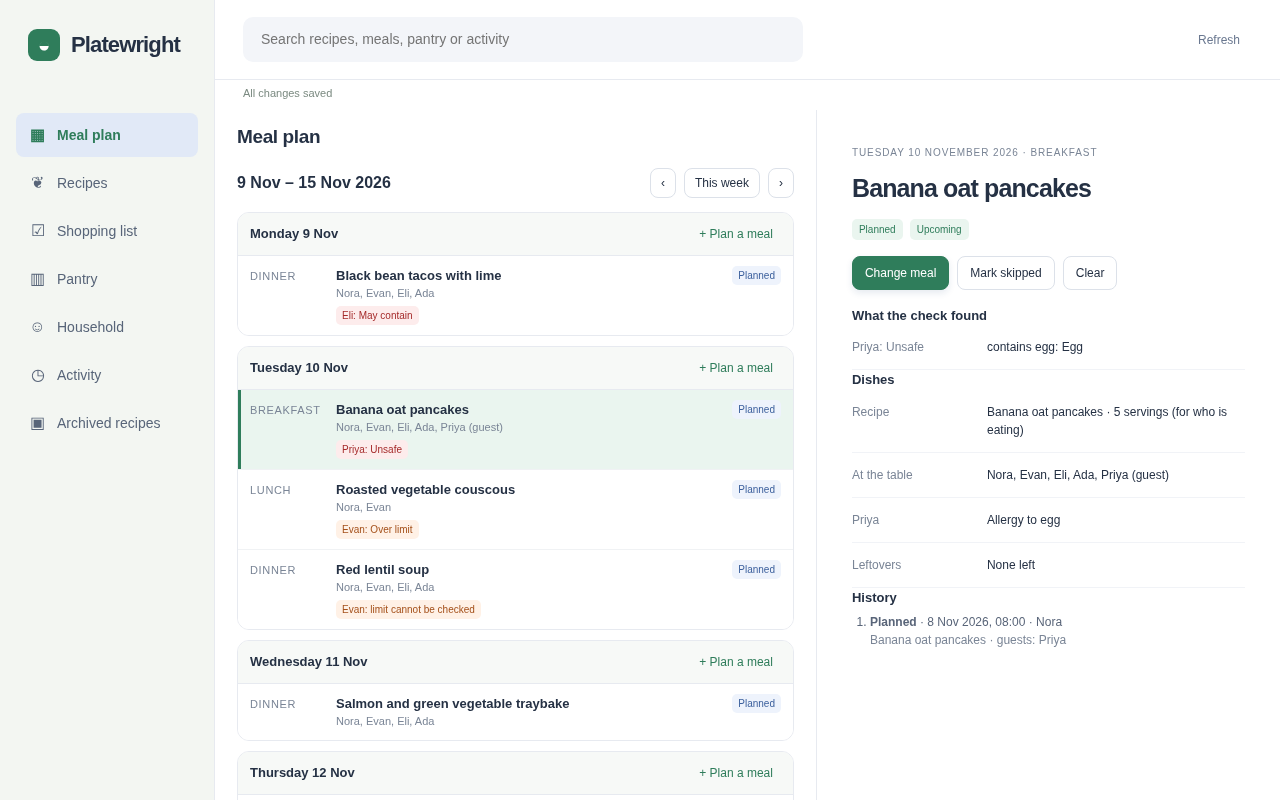 Platewright
Meal plan
Recipes
Shopping list
Pantry
Household
Activity
Archived recipes
Search recipes, meals, pantry or activity
Refresh
All changes saved
Meal plan
9 Nov – 15 Nov 2026
‹
This week
›
Monday 9 Nov
+ Plan a meal
DINNER
Black bean tacos with lime
Planned
Nora, Evan, Eli, Ada
Eli: May contain
Tuesday 10 Nov
+ Plan a meal
BREAKFAST
Banana oat pancakes
Planned
Nora, Evan, Eli, Ada, Priya (guest)
Priya: Unsafe
LUNCH
Roasted vegetable couscous
Planned
Nora, Evan
Evan: Over limit
DINNER
Red lentil soup
Planned
Nora, Evan, Eli, Ada
Evan: limit cannot be checked
Wednesday 11 Nov
+ Plan a meal
DINNER
Salmon and green vegetable traybake
Planned
Nora, Evan, Eli, Ada
Thursday 12 Nov
+ Plan a meal
TUESDAY 10 NOVEMBER 2026 · BREAKFAST
Banana oat pancakes
Planned
Upcoming
Change meal
Mark skipped
Clear
What the check found
Priya: Unsafe
contains egg: Egg
Dishes
Recipe
Banana oat pancakes · 5 servings (for who is
eating)
At the table
Nora, Evan, Eli, Ada, Priya (guest)
Priya
Allergy to egg
Leftovers
None left
History
1. Planned · 8 Nov 2026, 08:00 · Nora
Banana oat pancakes · guests: Priya